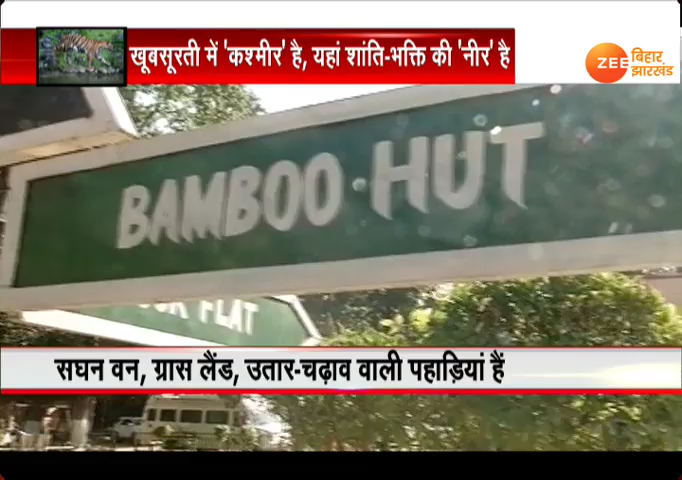 खूबसूरती में 'कश्मीर' है, यहां शांति-भक्ति की 'नीर' है
ZEE बिहार
झारखंड
BAMBOO HUT
FLAT
सघन वन, ग्रास लैंड, उतार-चढ़ाव वाली पहाड़ियां हैं